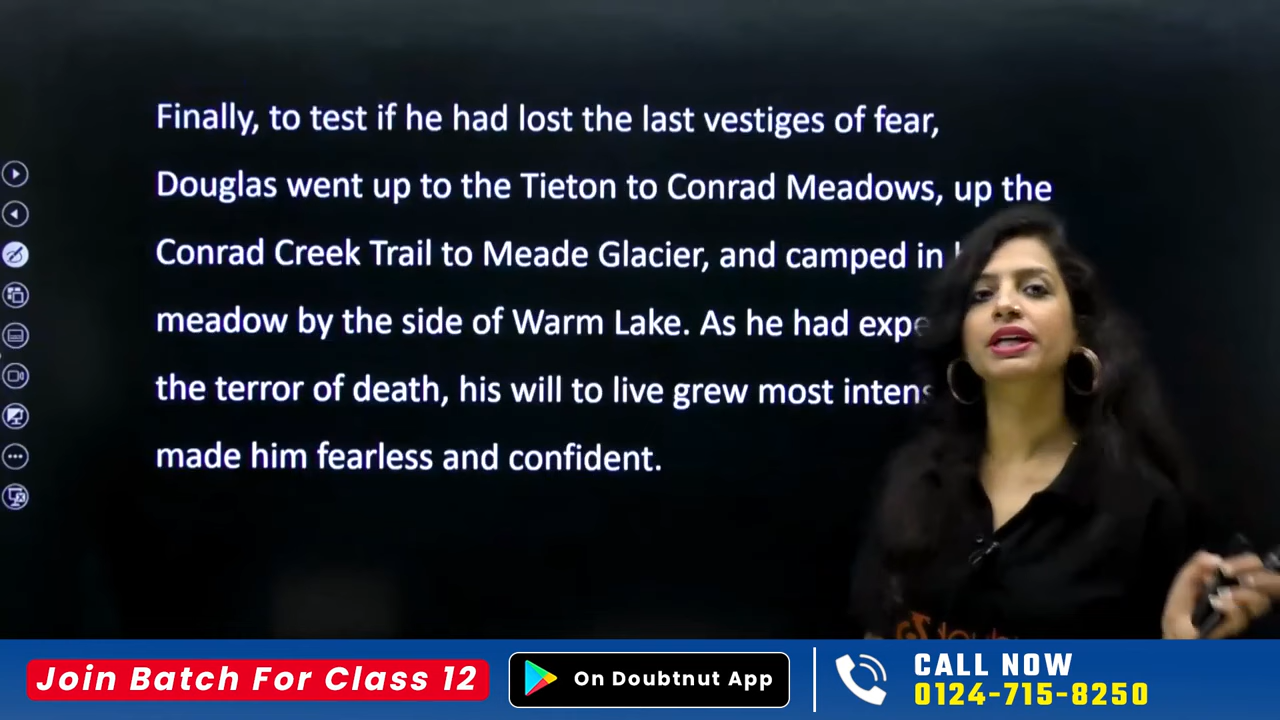 Finally, to test if he had lost the last vestiges of fear,
Douglas went up to the Tieton to Conrad Meadows, up the
Conrad Creek Trail to Meade Glacier, and camped in
meadow by the side of Warm Lake. As he had
the terror of death, his will to live grew most
made him fearless and confident.
Join Batch For Class 12
On Doubtnut App
CALL NOW
0124-715-8250